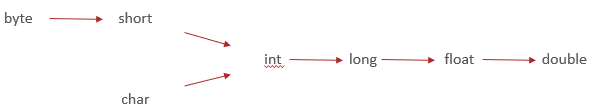 byte short
int long float double
char